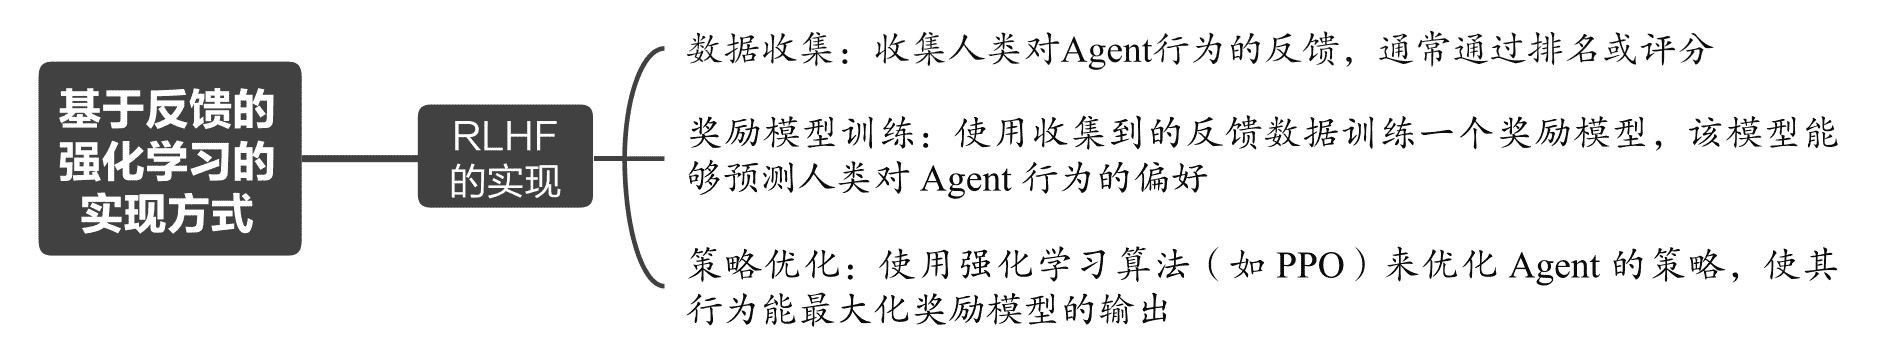 基于反馈的
强化学习的
实现方式
RLHF
的实现
数据收集：收集人类对Agent行为的反馈，通常通过排名或评分
奖励模型训练：使用收集到的反馈数据训练一个奖励模型，该模型能
够预测人类对 Agent 行为的偏好
策略优化：使用强化学习算法（如 PPO）来优化 Agent 的策略，使其
行为能最大化奖励模型的输出